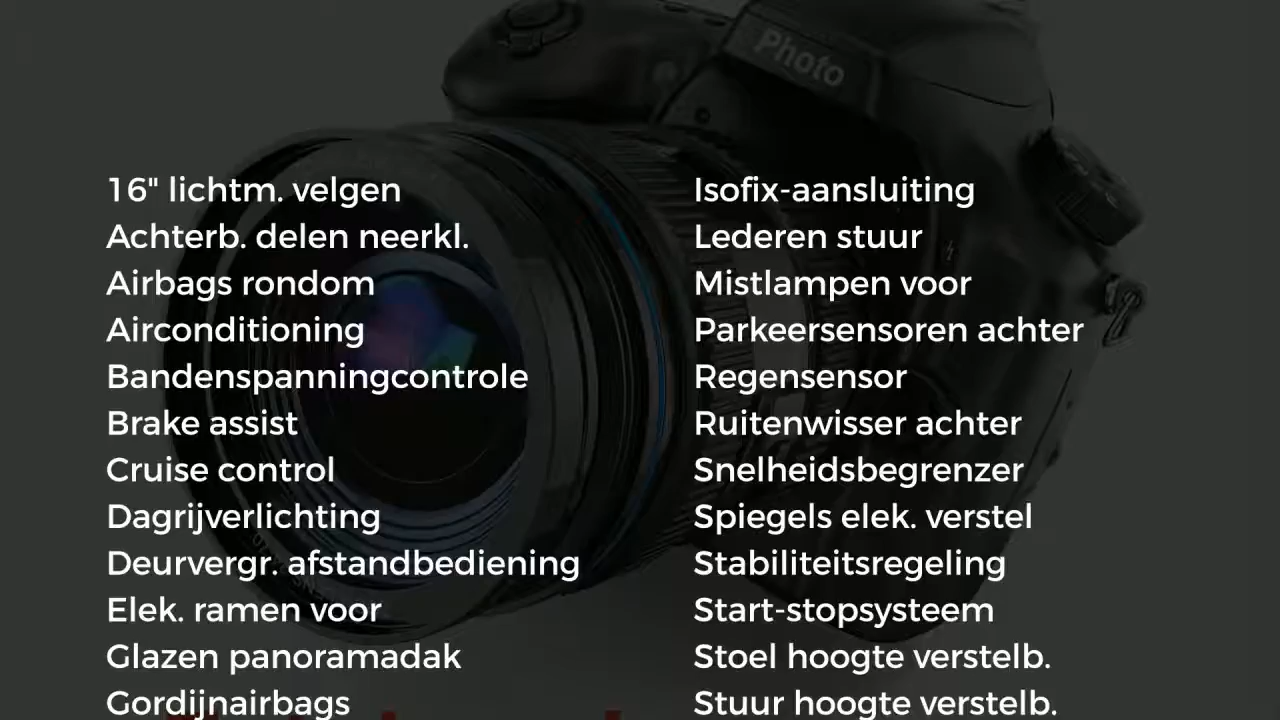 Photo
16" lichtm. velgen
Achterb. delen neerkl.
Airbags rondom
Airconditioning
Bandenspanningcontrole
Brake assist
Cruise control
Dagrijverlichting
Deurvergr. afstandbediening
Elek. ramen voor
Glazen panoramadak
Gordijnairbags
Isofix-aansluiting
Lederen stuur
Mistlampen voor
Parkeersensoren achter
Regensensor
Ruitenwisser achter
Snelheidsbegrenzer
Spiegels elek. verstel
Stabiliteitsregeling
Start-stopsysteem
Stoel hoogte verstelb.
Stuur hoogte verstelb.